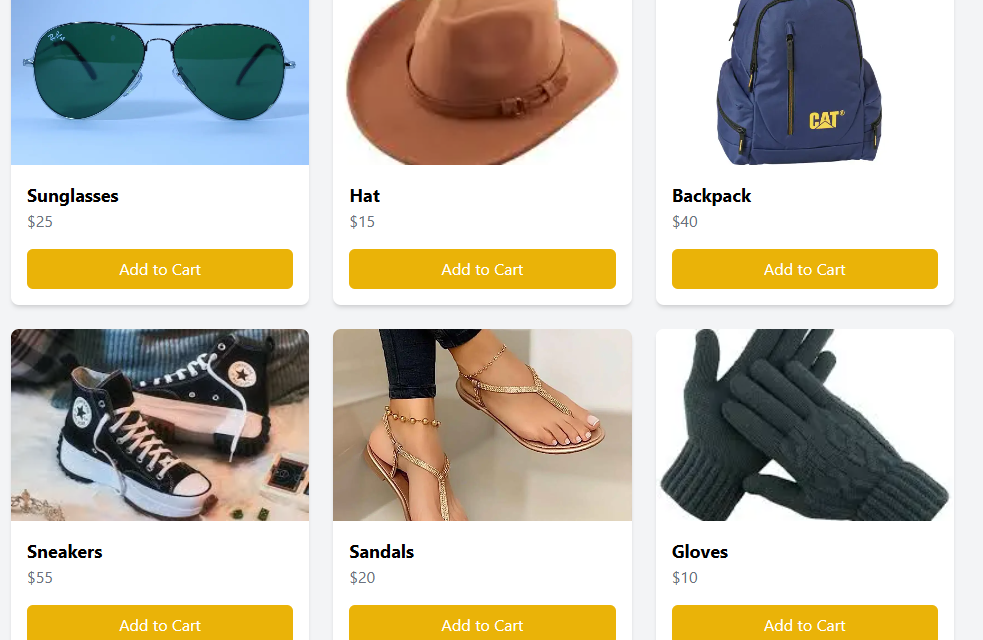 CAT®
Sunglasses
$25
Add to Cart
Hat
$15
Add to Cart
Backpack
$40
Add to Cart
Sneakers
$55
Add to Cart
Sandals
$20
Add to Cart
Gloves
$10
Add to Cart